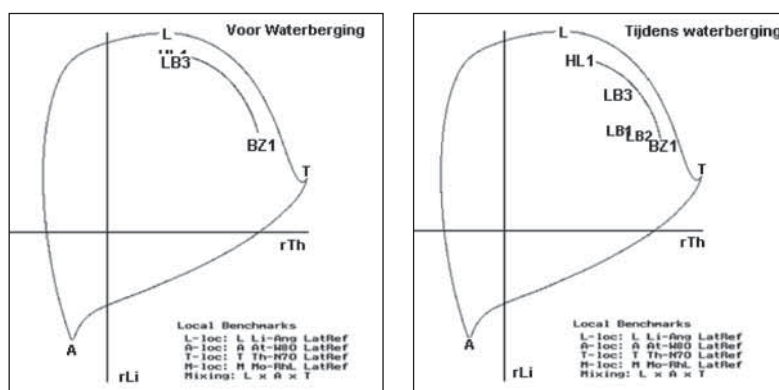 Voor Waterberging
L
HL1
LB3
BZ1
T
rTh
A
rLi
Local Benchmarks
L-loc: L Li-Ang LatRef
A-loc: A At-W80 LatRef
T-loc: T Th-N70 LatRef
M-loc: M Mo-RhL LatRef
Mixing: L x A x T
Tijdens waterberging
L
HL1
LB3
LB1
LB2
BZ1
T
rTh
A
rLi
Local Benchmarks
L-loc: L Li-Ang LatRef
A-loc: A At-W80 LatRef
T-loc: T Th-N70 LatRef
M-loc: M Mo-RhL LatRef
Mixing: L x A x T